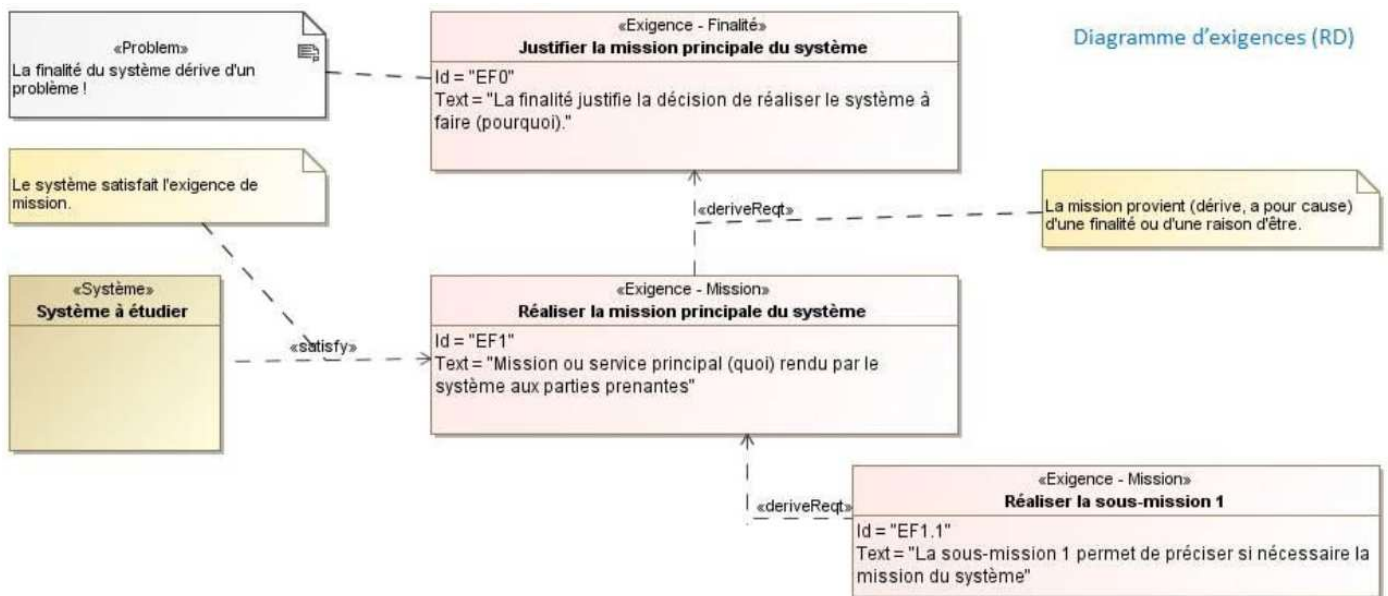 «Problem»
La finalité du système dérive d'un
problème !
«Exigence - Finalité»
Justifier la mission principale du système
Id = "EF0"
Text = "La finalité justifie la décision de réaliser le système à
faire (pourquoi)."
Diagramme d'exigences (RD)
Le système satisfait l'exigence de
mission.
«deriveReqt»
La mission provient (dérive, a pour cause)
d'une finalité ou d'une raison d'être.
«Système»
Système à étudier
«satisfy»
«Exigence - Mission»
Réaliser la mission principale du système
Id = "EF1"
Text = "Mission ou service principal (quoi) rendu par le
système aux parties prenantes"
«deriveReqt»
«Exigence - Mission»
Réaliser la sous-mission 1
Id = "EF1.1"
Text = "La sous-mission 1 permet de préciser si nécessaire la
mission du système"